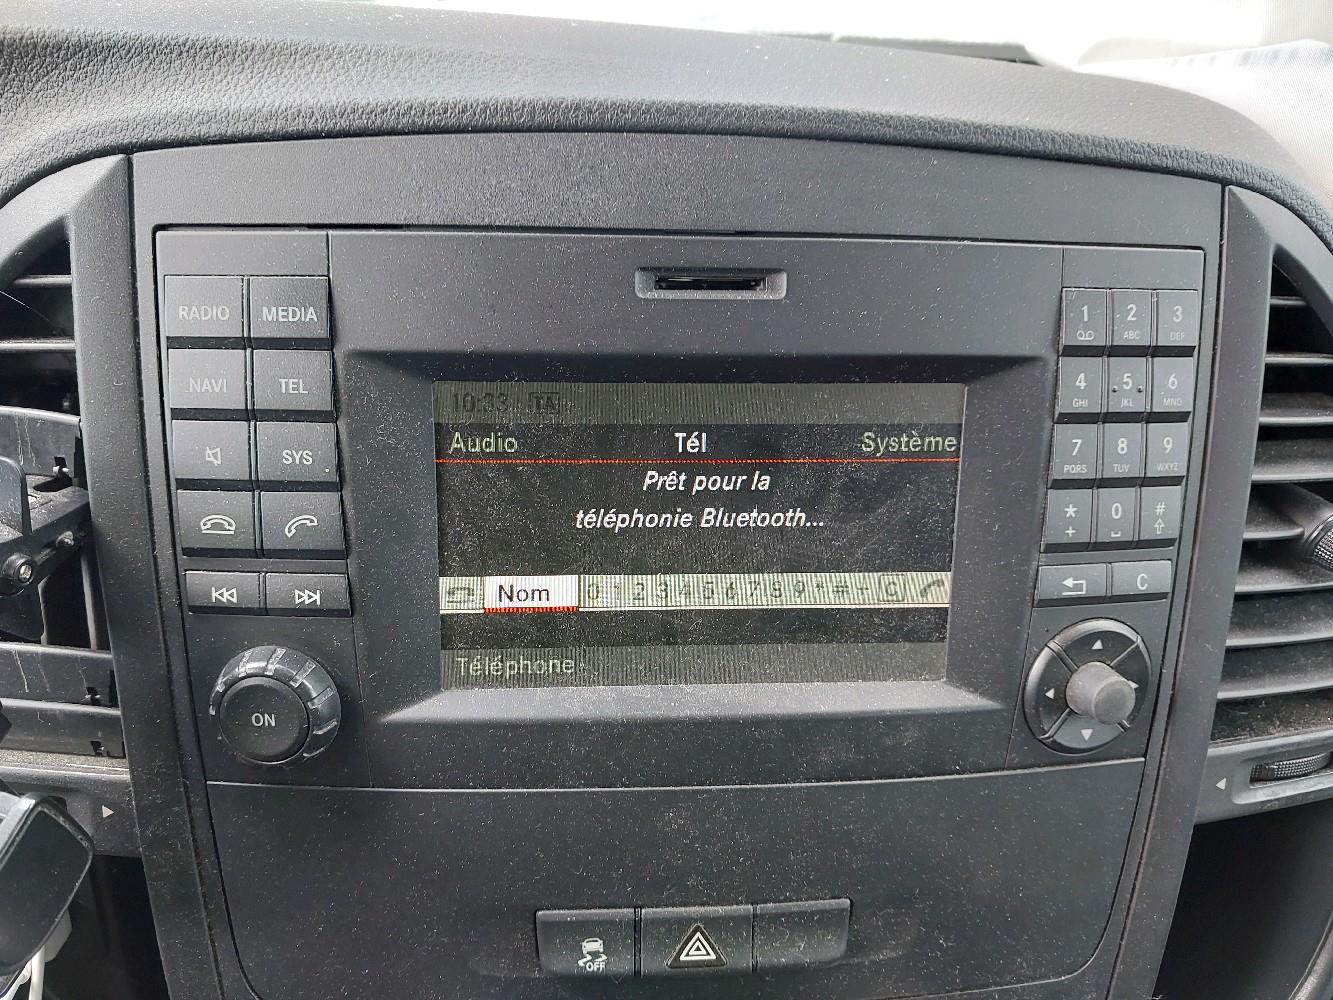 RADIO MEDIA
NAVI TEL
SYS
ON
10:33 TA
Audio Tél Système
Prêt pour la
téléphonie Bluetooth...
Nom 0 1 2 3 4 5 6 7 8 9 * # - C
Téléphone
1 2 ABC 3 DEF
4 GHI 5 JKL 6 MNO
7 PQRS 8 TUV 9 WXYZ
* + 0 #
C
OFF